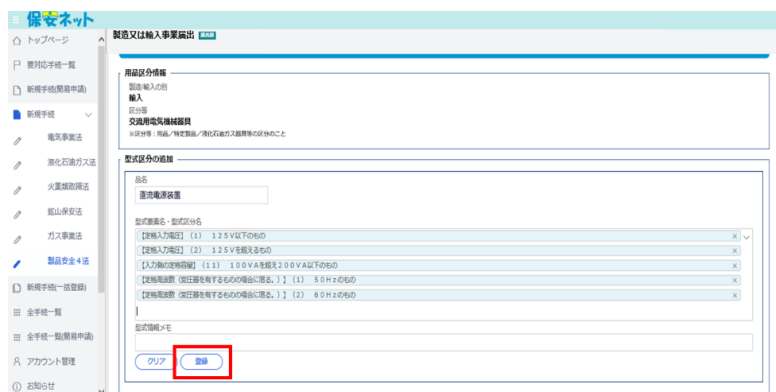 保安ネット
トップページ
要対応手続一覧
新規手続(簡易申請)
新規手続
電気事業法
液化石油ガス法
火薬類取締法
鉱山保安法
ガス事業法
製品安全4法
新規手続(一括登録)
全手続一覧
全手続一覧(簡易申請)
アカウント管理
お知らせ
製造又は輸入事業届出
用品区分情報
製造/輸入の別
輸入
区分等
交流用電気機械器具
※区分等:用品/特定製品/液化石油ガス器具等の区分のこと
型式区分の追加
品名
直流電源装置
型式要素名・型式区分名
【定格入力電圧】(1) 125V以下のもの ×
【定格入力電圧】(2) 125Vを超えるもの ×
【入力側の定格容量】(11) 100VAを超え200VA以下のもの ×
【定格周波数(変圧器を有するものの場合に限る。)】(1) 50Hzのもの ×
【定格周波数(変圧器を有するものの場合に限る。)】(2) 60Hzのもの ×
型式情報メモ
クリア 登録